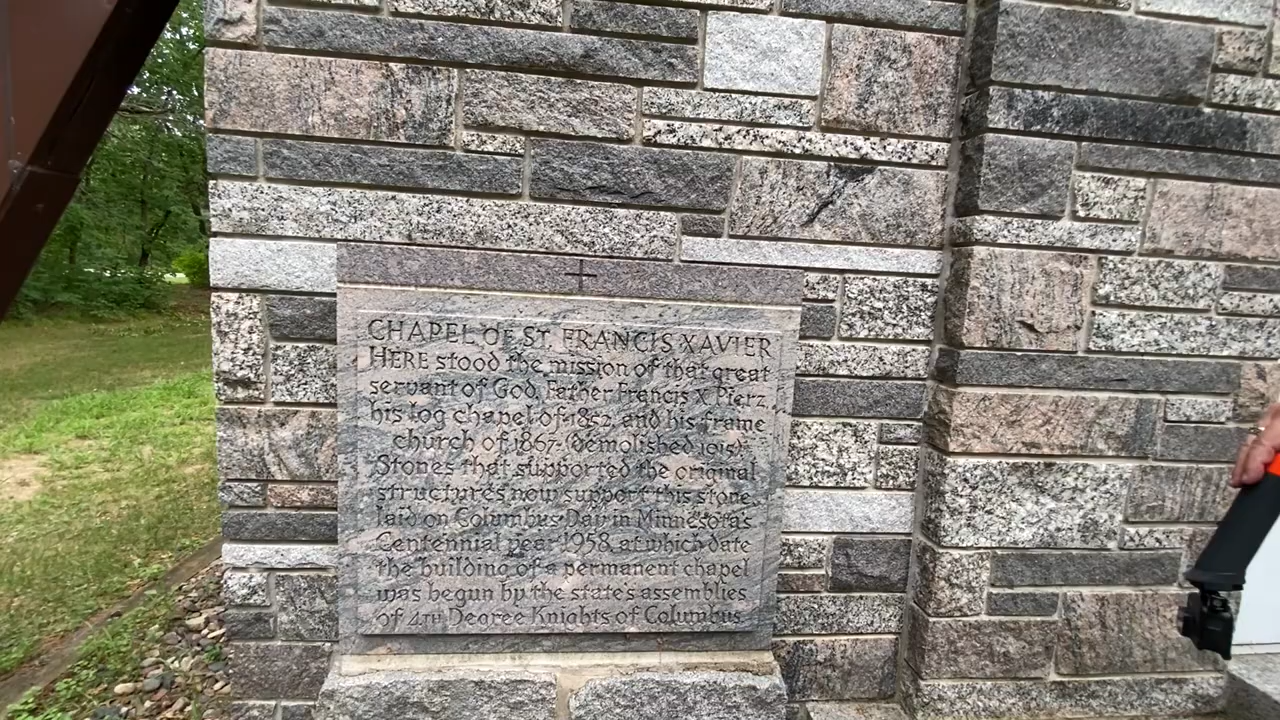 CHAPEL OF ST. FRANCIS XAVIER
HERE stood the mission of that great
servant of God, Father Francis X. Pierz,
his log chapel of 1852, and his frame
church of 1867 (demolished 1915).
Stones that supported the original
structures now support this stone
laid on Columbus Day in Minnesota's
Centennial year 1958, at which date
the building of a permanent chapel
was begun by the state's assemblies
of 4TH Degree Knights of Columbus